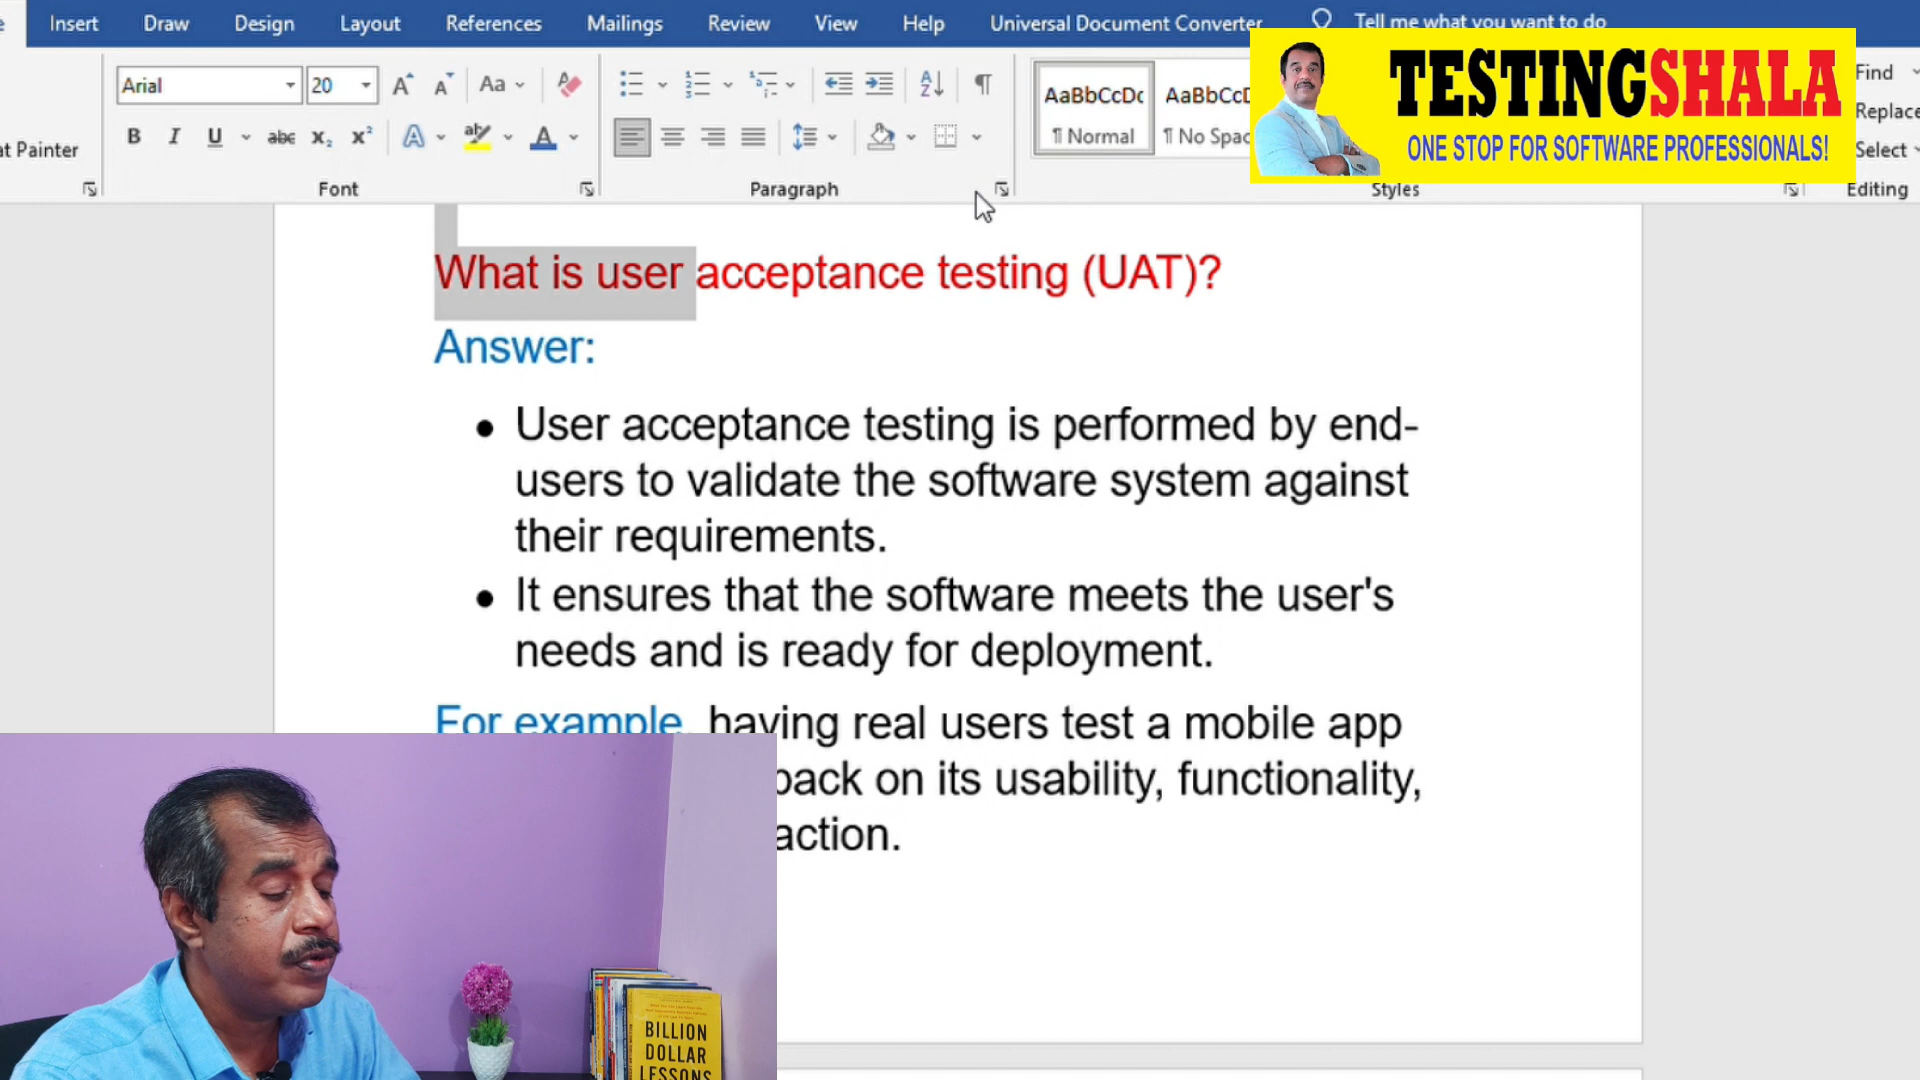 Insert Draw Design Layout References Mailings Review View Help Universal Document Converter Tell me what you want to do
TESTINGSHALA
ONE STOP FOR SOFTWARE PROFESSIONALS!
Arial 20 Aa AaBbCcDc AaBbCcD Find
Replace
B I U abc x₂ x² A A ¶ Normal ¶ No Spac Select
at Painter
Font Paragraph Styles Editing
What is user acceptance testing (UAT)?
Answer:
• User acceptance testing is performed by end-
users to validate the software system against
their requirements.
• It ensures that the software meets the user's
needs and is ready for deployment.
For example, having real users test a mobile app
back on its usability, functionality,
action.
BILLION
DOLLAR
LESSONS